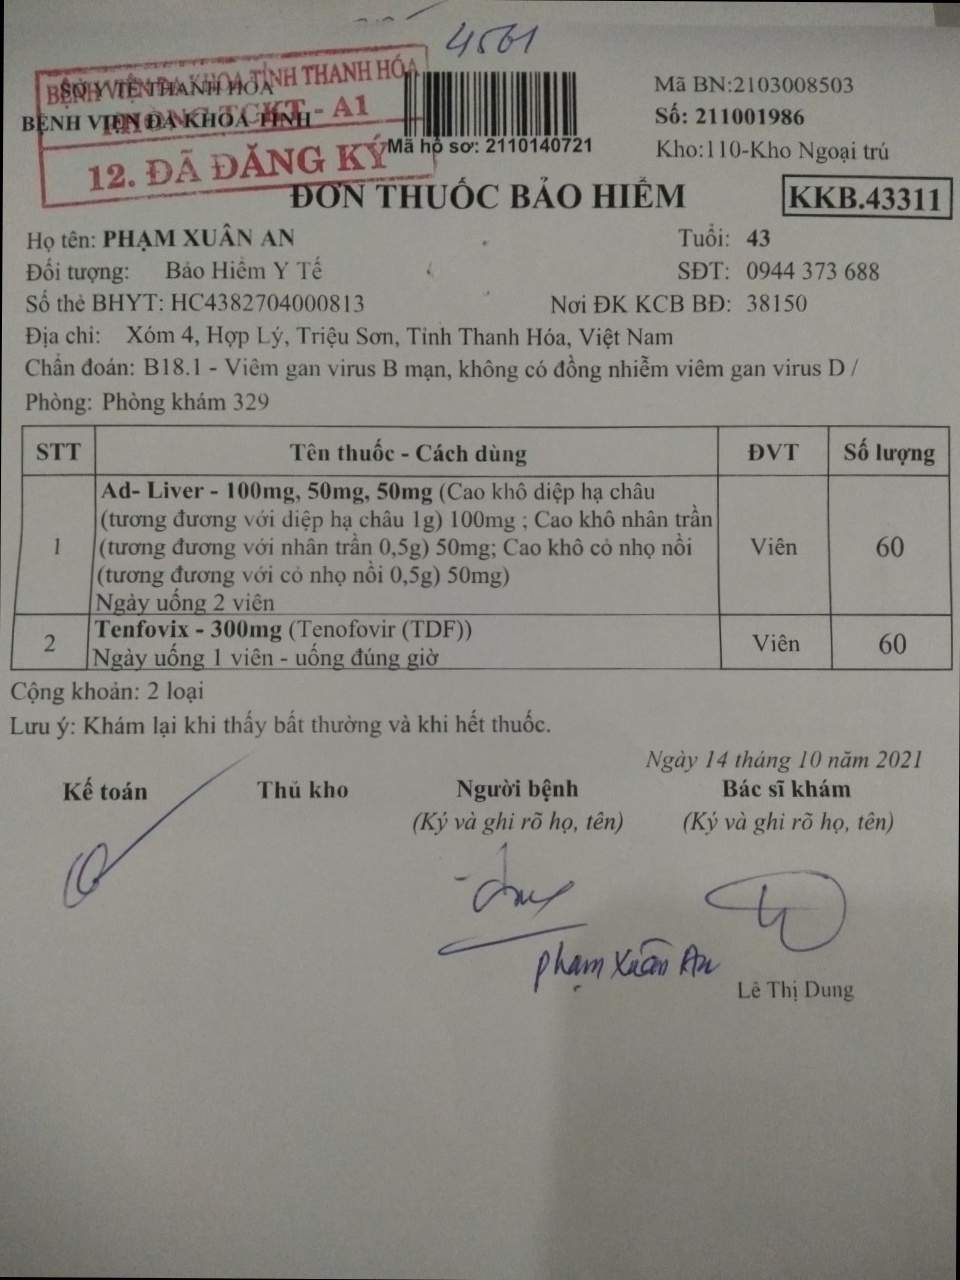 4561
BỆNH VIỆN ĐA KHOA TỈNH THANH HÓA
SỞ Y TẾ THANH HÓA
PHÒNG TCKT - A1
BỆNH VIỆN ĐA KHOA TỈNH
12. ĐÃ ĐĂNG KÝ
Mã hồ sơ: 2110140721
Mã BN:2103008503
Số: 211001986
Kho:110-Kho Ngoại trú
ĐƠN THUỐC BẢO HIỂM
KKB.43311
Họ tên: PHẠM XUÂN AN Tuổi: 43
Đối tượng: Bảo Hiểm Y Tế SĐT: 0944 373 688
Số thẻ BHYT: HC4382704000813 Nơi ĐK KCB BĐ: 38150
Địa chỉ: Xóm 4, Hợp Lý, Triệu Sơn, Tỉnh Thanh Hóa, Việt Nam
Chẩn đoán: B18.1 - Viêm gan virus B mạn, không có đồng nhiễm viêm gan virus D /
Phòng: Phòng khám 329
STT Tên thuốc - Cách dùng ĐVT Số lượng
Ad- Liver - 100mg, 50mg, 50mg (Cao khô diệp hạ châu
(tương đương với diệp hạ châu 1g) 100mg ; Cao khô nhân trần
1 (tương đương với nhân trần 0,5g) 50mg; Cao khô cỏ nhọ nồi Viên 60
(tương đương với cỏ nhọ nồi 0,5g) 50mg)
Ngày uống 2 viên
2 Tenfovix - 300mg (Tenofovir (TDF)) Viên 60
Ngày uống 1 viên - uống đúng giờ
Cộng khoản: 2 loại
Lưu ý: Khám lại khi thấy bất thường và khi hết thuốc.
Ngày 14 tháng 10 năm 2021
Kế toán Thủ kho Người bệnh Bác sĩ khám
(Ký và ghi rõ họ, tên) (Ký và ghi rõ họ, tên)
Phạm Xuân An
Lê Thị Dung